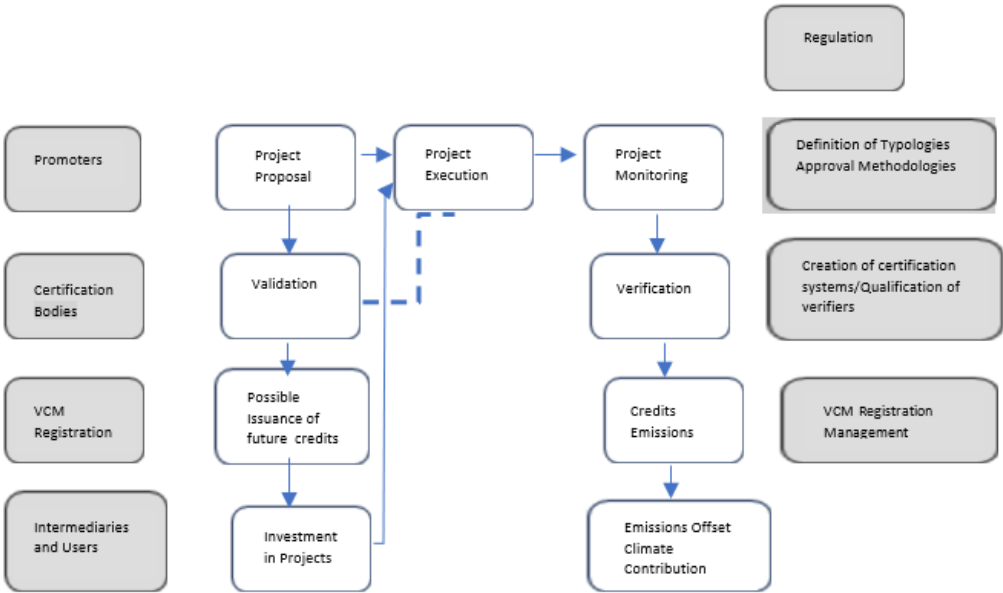 Regulation
Promoters
Project
Proposal
Project
Execution
Project
Monitoring
Definition of Typologies
Approval Methodologies
Certification
Bodies
Validation
Verification
Creation of certification
systems/Qualification of
verifiers
VCM
Registration
Possible
Issuance of
future credits
Credits
Emissions
VCM Registration
Management
Intermediaries
and Users
Investment
in Projects
Emissions Offset
Climate
Contribution